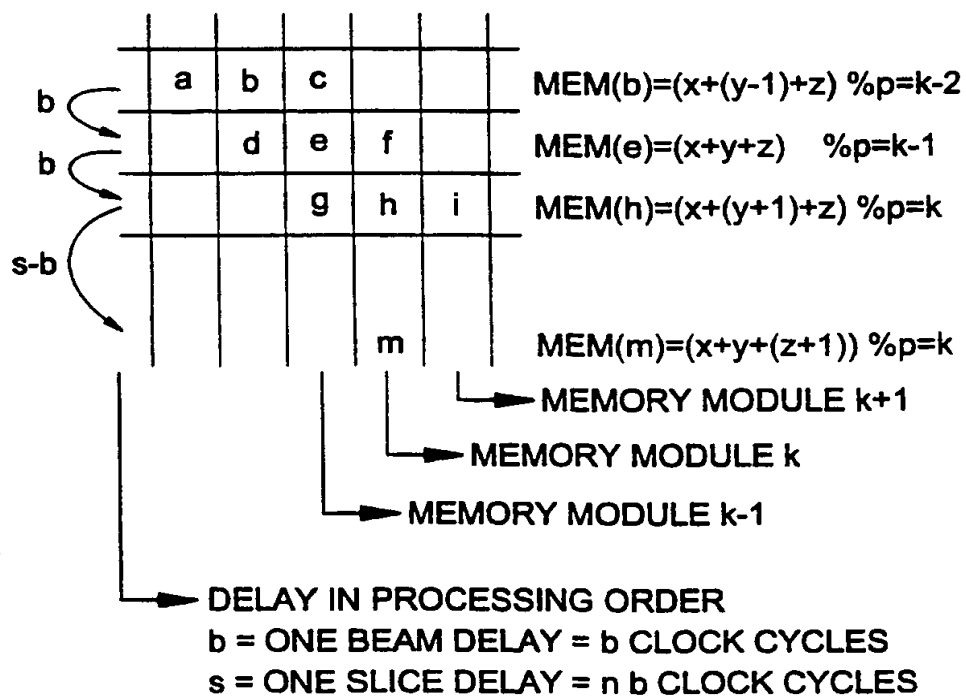 a b c MEM(b)=(x+(y-1)+z) %p=k-2
b
d e f MEM(e)=(x+y+z) %p=k-1
b
g h i MEM(h)=(x+(y+1)+z) %p=k
s-b
m MEM(m)=(x+y+(z+1)) %p=k
MEMORY MODULE k+1
MEMORY MODULE k
MEMORY MODULE k-1
DELAY IN PROCESSING ORDER
b = ONE BEAM DELAY = b CLOCK CYCLES
s = ONE SLICE DELAY = n b CLOCK CYCLES